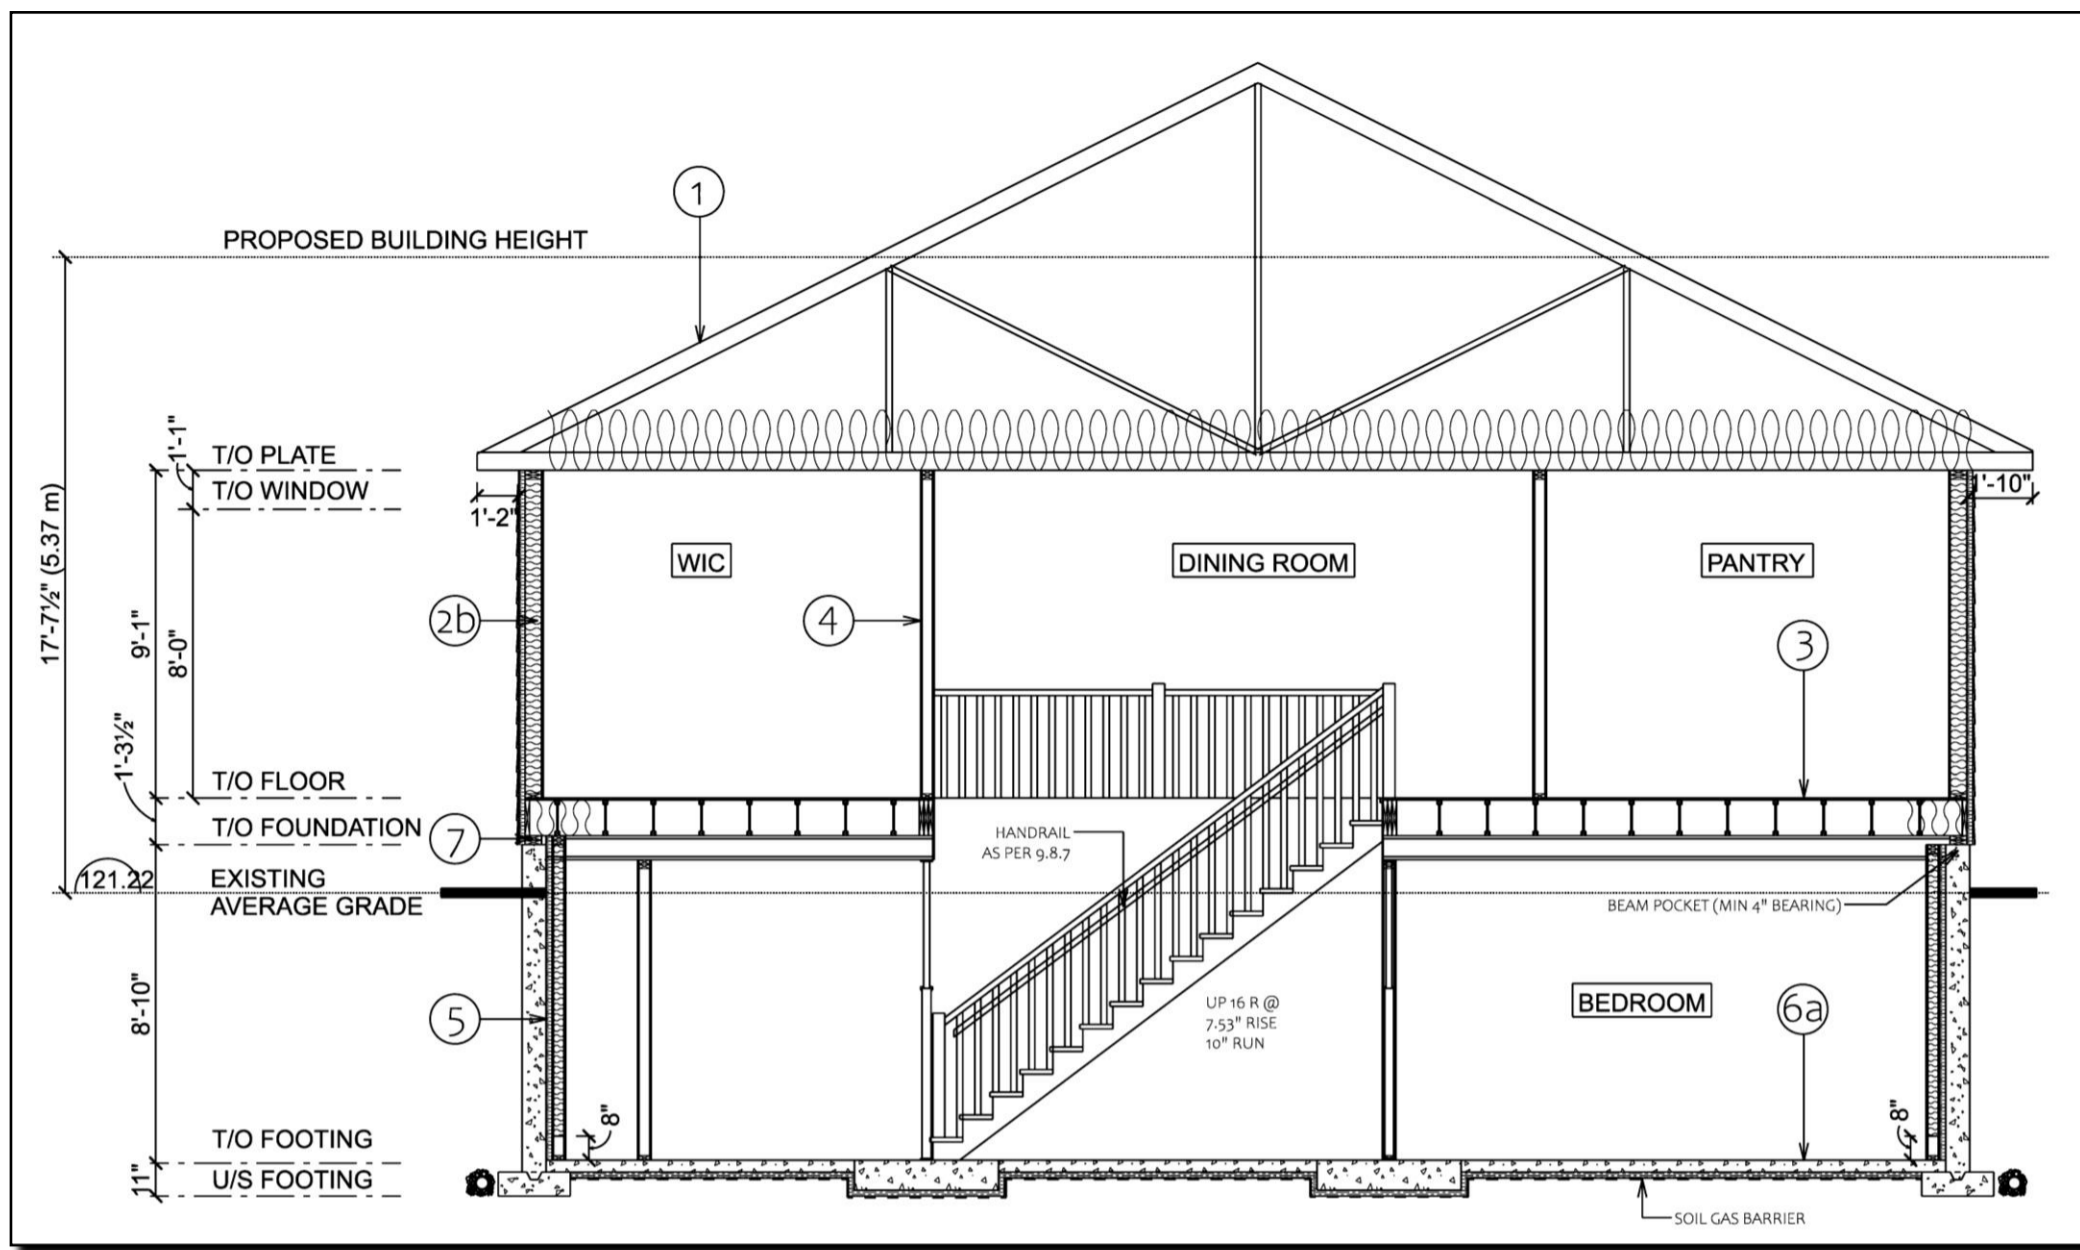 1
PROPOSED BUILDING HEIGHT
17'-7½" (5.37 m)
1'-1"
T/O PLATE
T/O WINDOW
1'-2"
1'-10"
WIC
DINING ROOM
PANTRY
9'-1"
8'-0"
2b
4
3
1'-3½"
T/O FLOOR
T/O FOUNDATION
7
HANDRAIL
AS PER 9.8.7
121.22
EXISTING
AVERAGE GRADE
BEAM POCKET (MIN 4" BEARING)
8'-10"
5
UP 16 R @
7.53" RISE
10" RUN
BEDROOM
6a
8"
8"
T/O FOOTING
11"
U/S FOOTING
SOIL GAS BARRIER